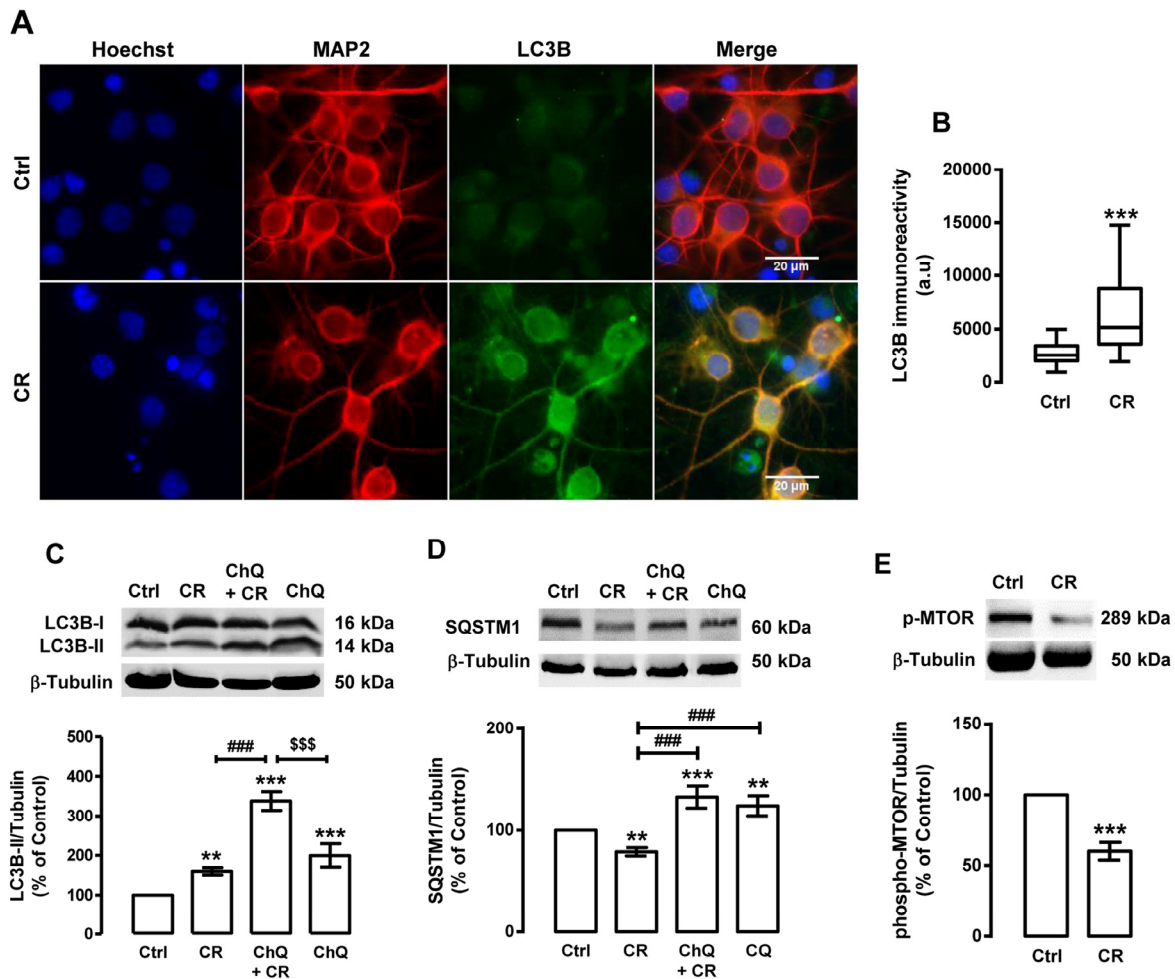 A
Hoechst MAP2 LC3B Merge
Ctrl
20 µm
CR
20 µm
B
LC3B immunoreactivity
(a.u)
20000
15000
10000
5000
0
***
Ctrl CR
C
Ctrl CR ChQ + CR ChQ
LC3B-I 16 kDa
LC3B-II 14 kDa
β-Tubulin 50 kDa
LC3B-II/Tubulin
(% of Control)
500
400
300
200
100
0
### $$$
** *** ***
Ctrl CR ChQ + CR ChQ
D
Ctrl CR ChQ + CR ChQ
SQSTM1 60 kDa
β-Tubulin 50 kDa
SQSTM1/Tubulin
(% of Control)
200
100
0
###
###
** *** **
Ctrl CR ChQ + CR CQ
E
Ctrl CR
p-MTOR 289 kDa
β-Tubulin 50 kDa
phospho-MTOR/Tubulin
(% of Control)
150
100
50
0
***
Ctrl CR